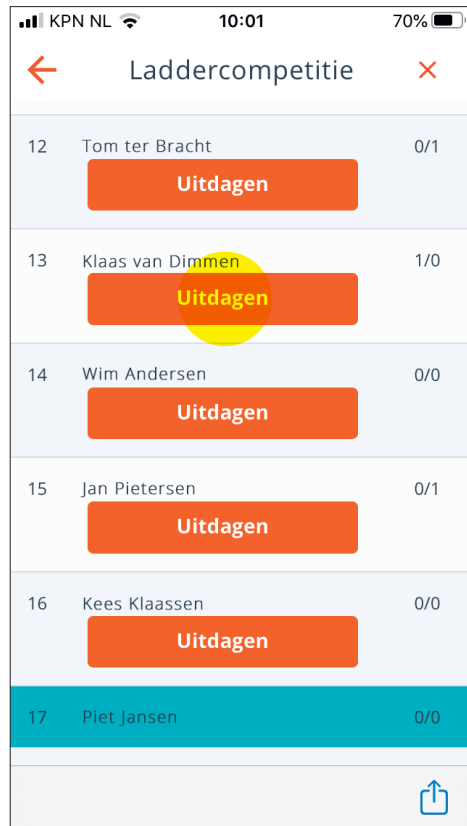 KPN NL 10:01 70%
Laddercompetitie
12 Tom ter Bracht 0/1
Uitdagen
13 Klaas van Dimmen 1/0
Uitdagen
14 Wim Andersen 0/0
Uitdagen
15 Jan Pietersen 0/1
Uitdagen
16 Kees Klaassen 0/0
Uitdagen
17 Piet Jansen 0/0